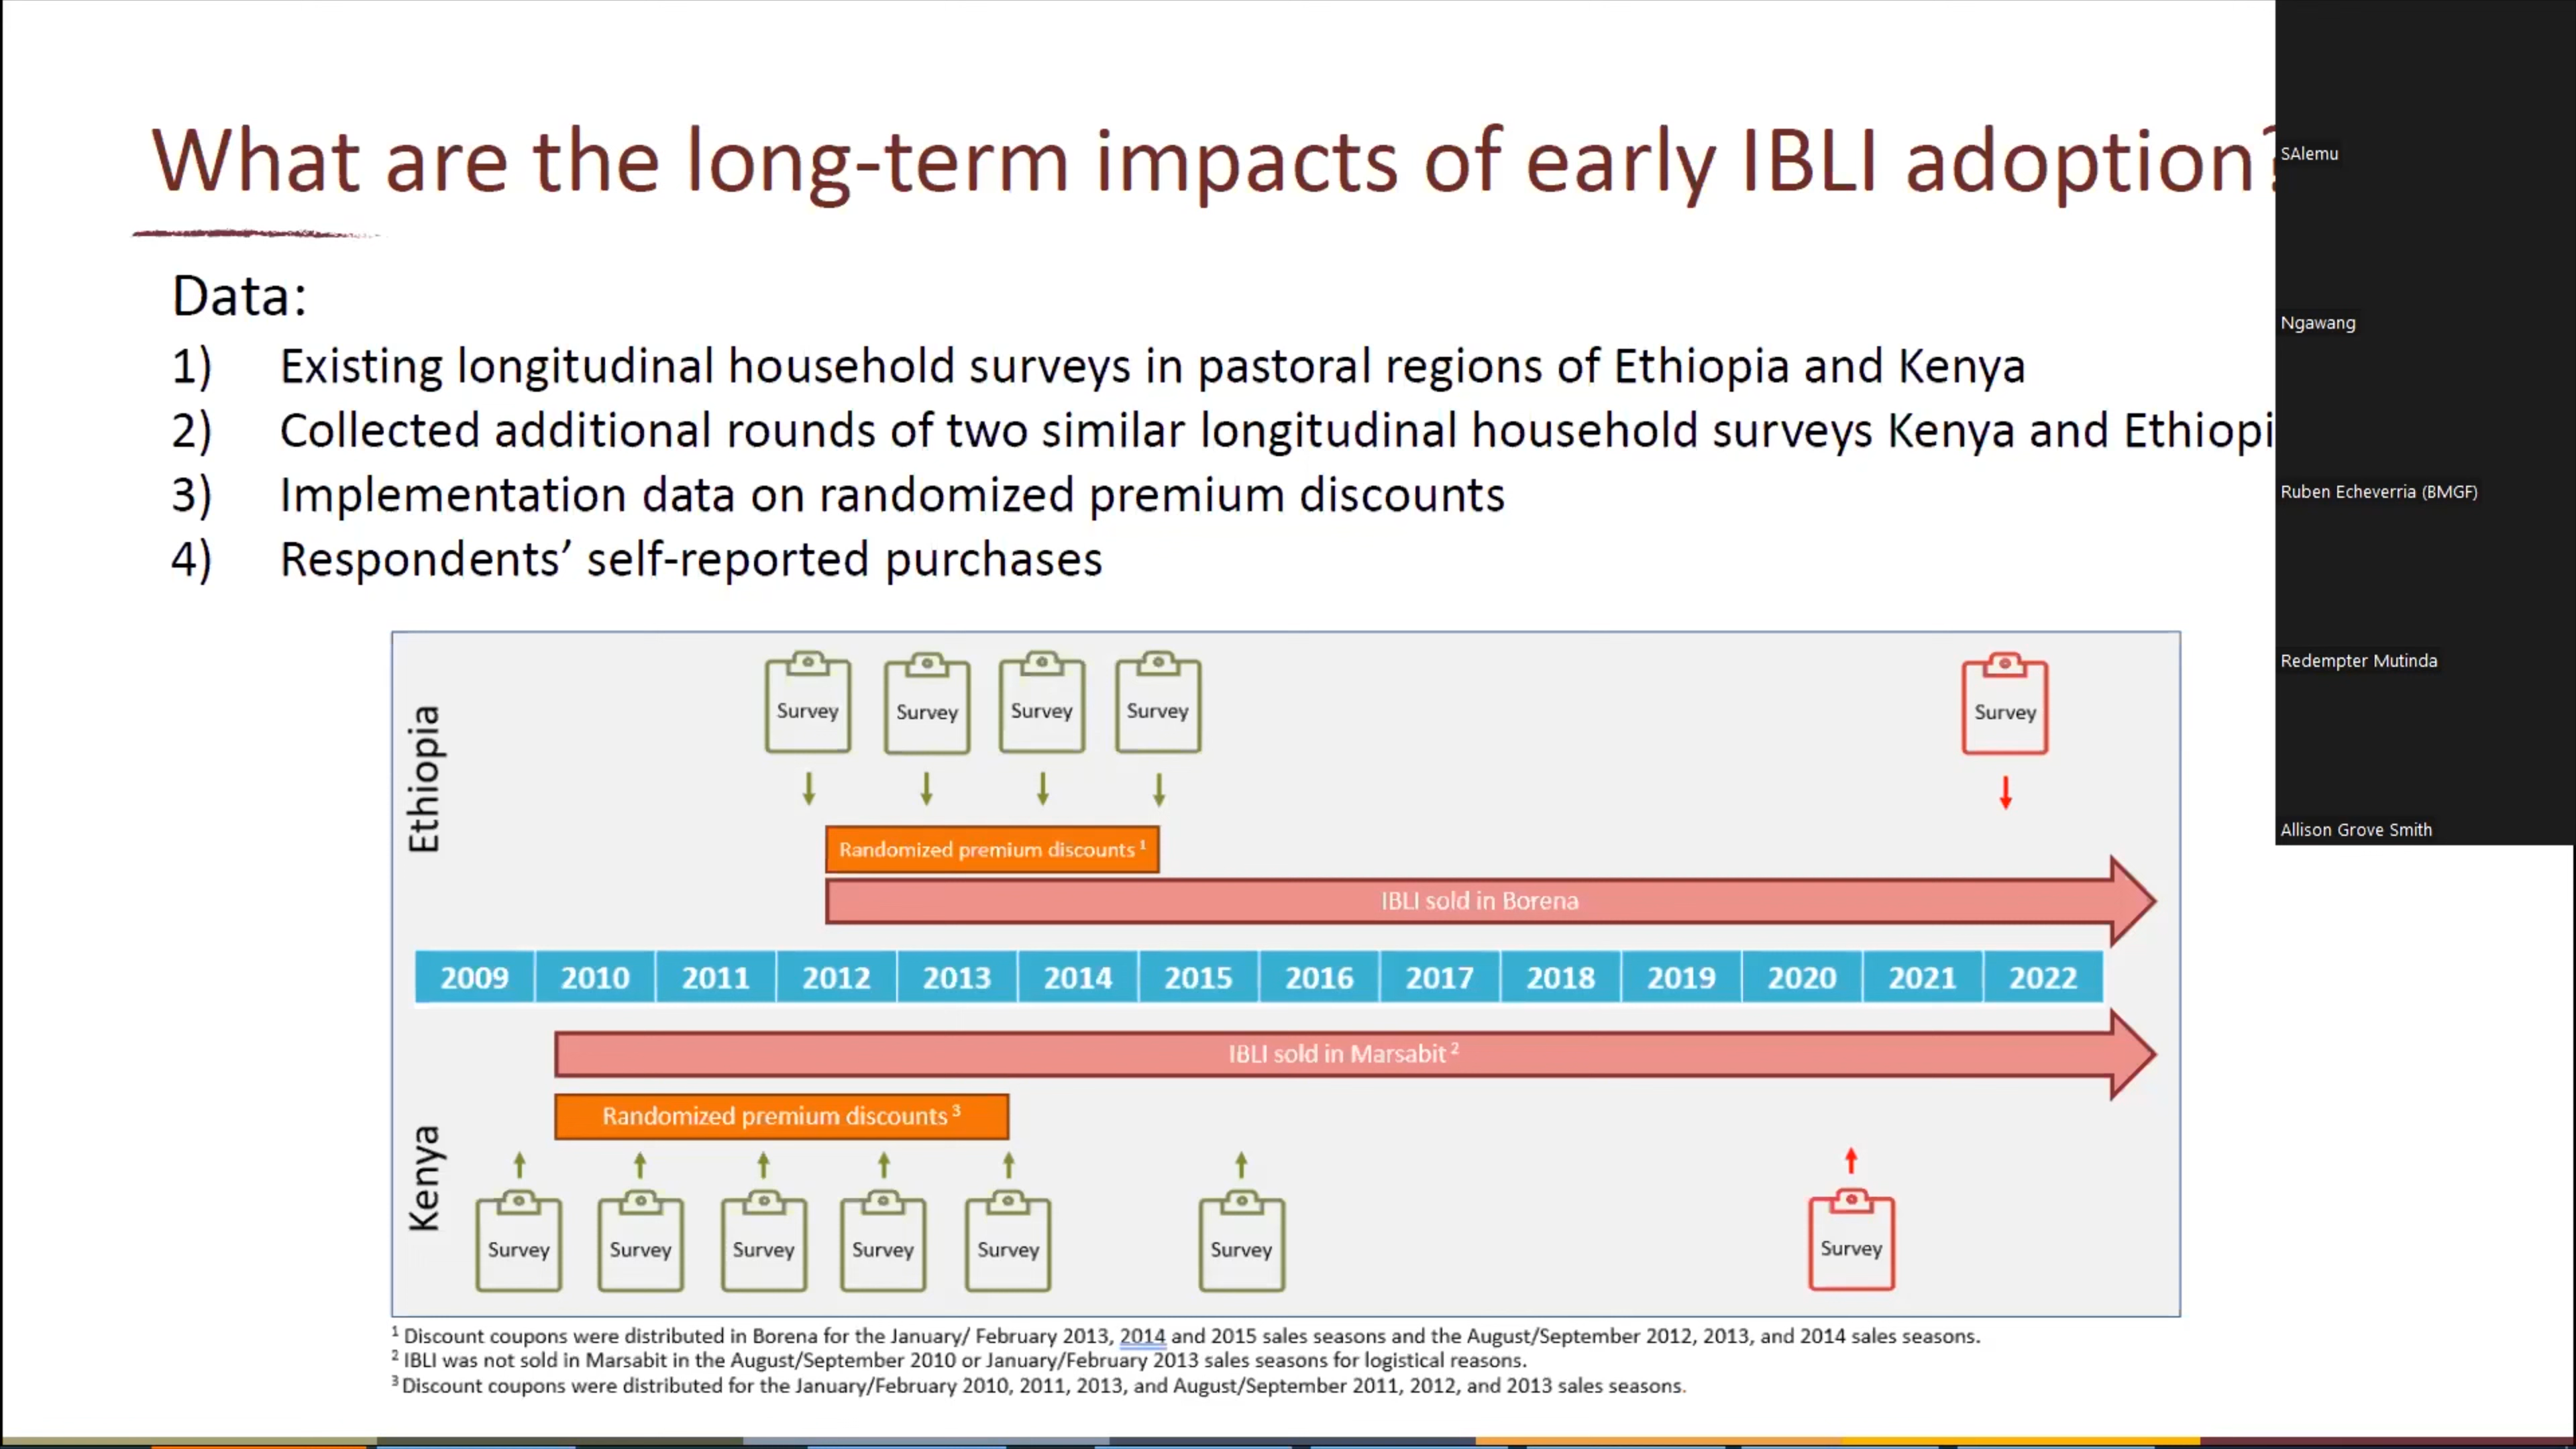 What are the long-term impacts of early IBLI adoption?
Data:
1) Existing longitudinal household surveys in pastoral regions of Ethiopia and Kenya
2) Collected additional rounds of two similar longitudinal household surveys Kenya and Ethiopi
3) Implementation data on randomized premium discounts
4) Respondents’ self-reported purchases
SAlemu
Ngawang
Ruben Echeverria (BMGF)
Redempter Mutinda
Allison Grove Smith
Ethiopia
Survey Survey Survey Survey Survey
Randomized premium discounts 1
IBLI sold in Borena
2009 2010 2011 2012 2013 2014 2015 2016 2017 2018 2019 2020 2021 2022
IBLI sold in Marsabit 2
Randomized premium discounts 3
Kenya
Survey Survey Survey Survey Survey Survey Survey
1 Discount coupons were distributed in Borena for the January/ February 2013, 2014 and 2015 sales seasons and the August/September 2012, 2013, and 2014 sales seasons.
2 IBLI was not sold in Marsabit in the August/September 2010 or January/February 2013 sales seasons for logistical reasons.
3 Discount coupons were distributed for the January/February 2010, 2011, 2013, and August/September 2011, 2012, and 2013 sales seasons.